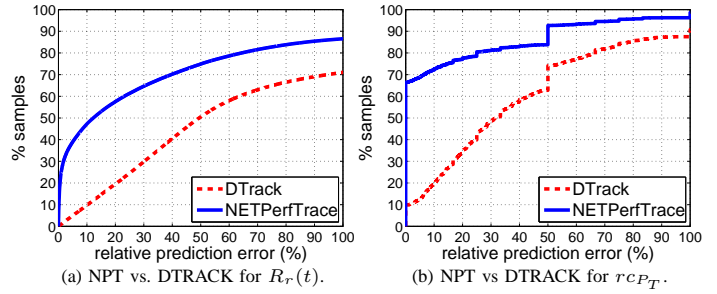 100
90
80
70
60
50
40
30
20
10
0
% samples
0 10 20 30 40 50 60 70 80 90 100
relative prediction error (%)
DTrack
NETPerfTrace
(a) NPT vs. DTRACK for $R_r(t)$.
100
90
80
70
60
50
40
30
20
10
0
% samples
0 10 20 30 40 50 60 70 80 90 100
relative prediction error (%)
DTrack
NETPerfTrace
(b) NPT vs DTRACK for $rc_{P_T}$.